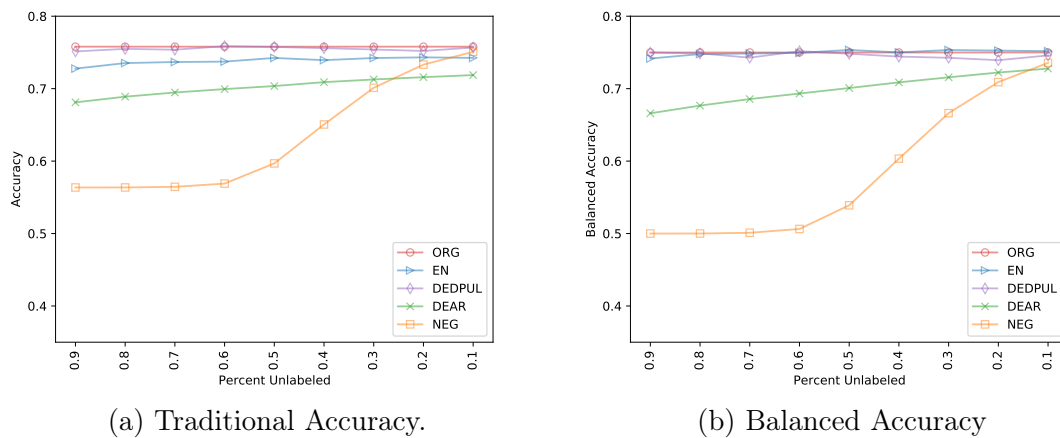 0.8
0.7
0.6
0.5
0.4
Accuracy
0.9 0.8 0.7 0.6 0.5 0.4 0.3 0.2 0.1
Percent Unlabeled
ORG
EN
DEDPUL
DEAR
NEG
(a) Traditional Accuracy.
0.8
0.7
0.6
0.5
0.4
Balanced Accuracy
0.9 0.8 0.7 0.6 0.5 0.4 0.3 0.2 0.1
Percent Unlabeled
ORG
EN
DEDPUL
DEAR
NEG
(b) Balanced Accuracy